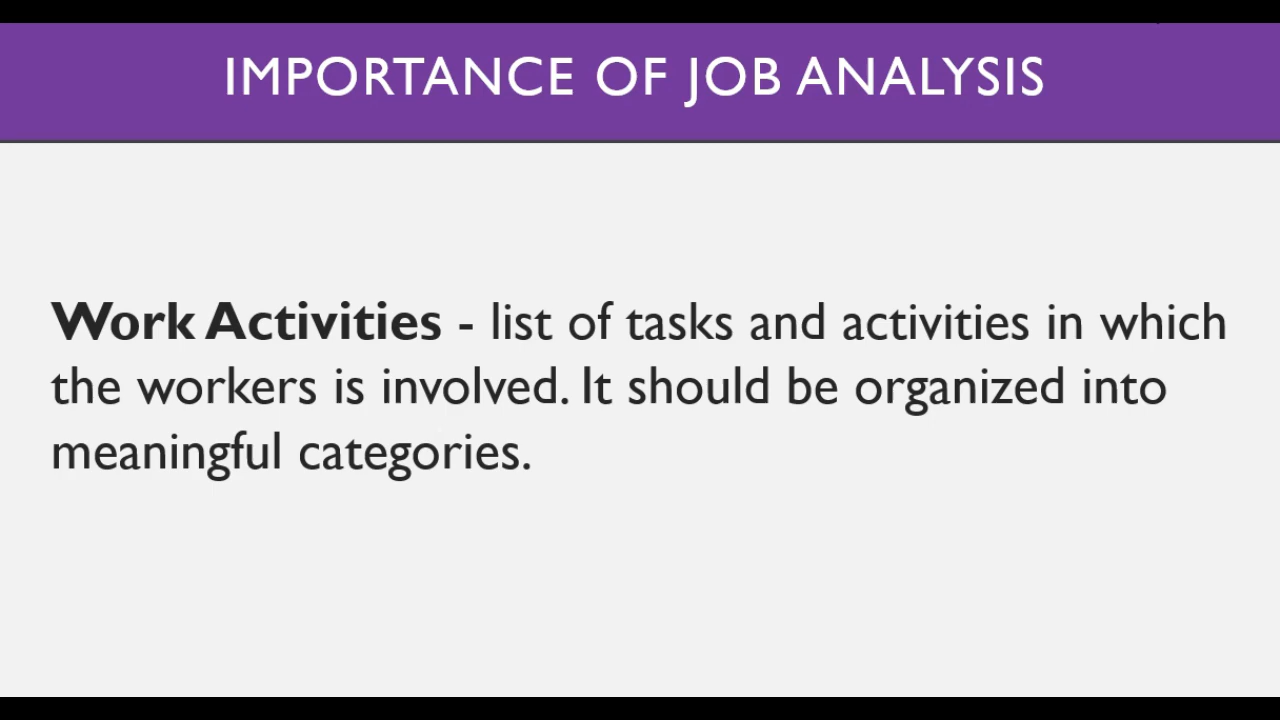 IMPORTANCE OF JOB ANALYSIS
Work Activities - list of tasks and activities in which
the workers is involved. It should be organized into
meaningful categories.